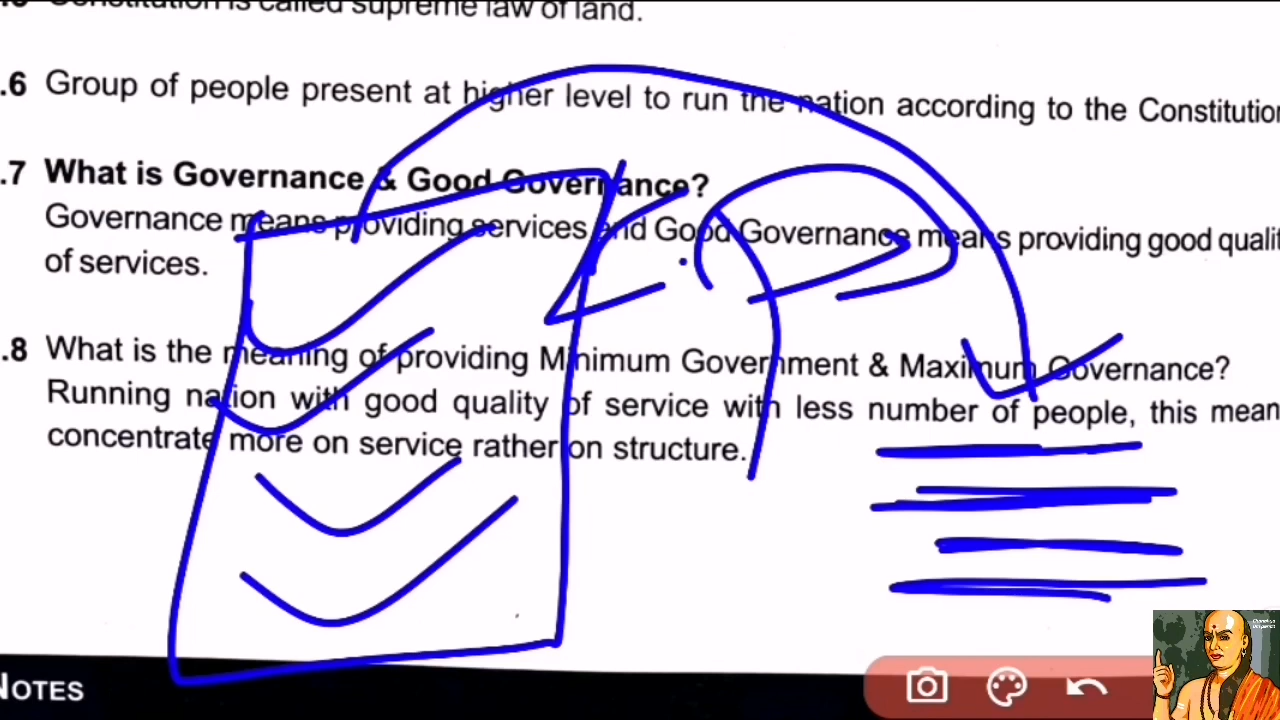 Constitution is called supreme law of land.
.6 Group of people present at higher level to run the nation according to the Constitution
.7 What is Governance & Good Governance?
Governance means providing services and Good Governance means providing good qualit
of services.
.8 What is the meaning of providing Minimum Government & Maximum Governance?
Running nation with good quality of service with less number of people, this mean
concentrate more on service rather on structure.
NOTES